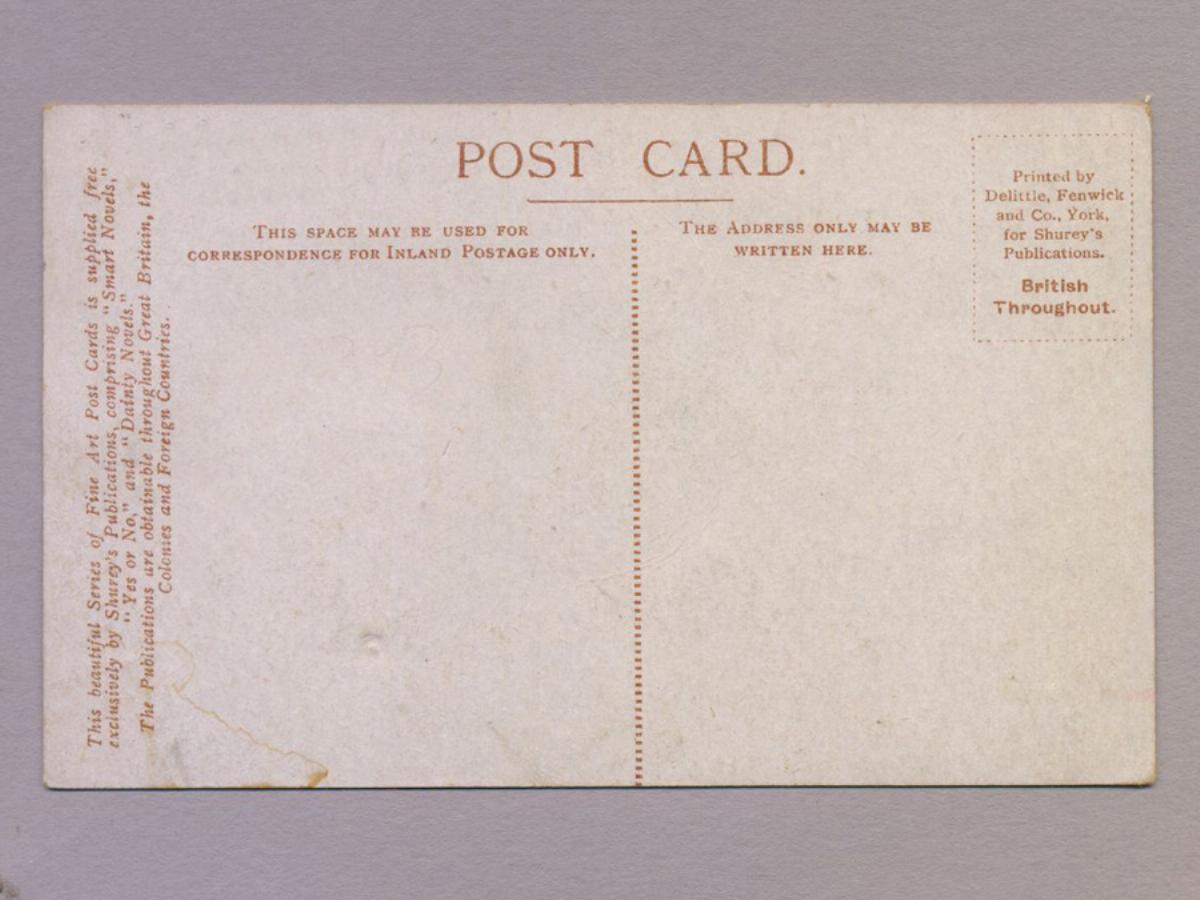 POST CARD.
THIS SPACE MAY BE USED FOR
CORRESPONDENCE FOR INLAND POSTAGE ONLY.
THE ADDRESS ONLY MAY BE
WRITTEN HERE.
Printed by
Delittle, Fenwick
and Co., York,
for Shurey's
Publications.
British
Throughout.
This beautiful Series of Fine Art Post Cards is supplied free
exclusively by Shurey's Publications, comprising "Smart Novels,"
"Yes or No," and "Dainty Novels."
The Publications are obtainable throughout Great Britain, the
Colonies and Foreign Countries.